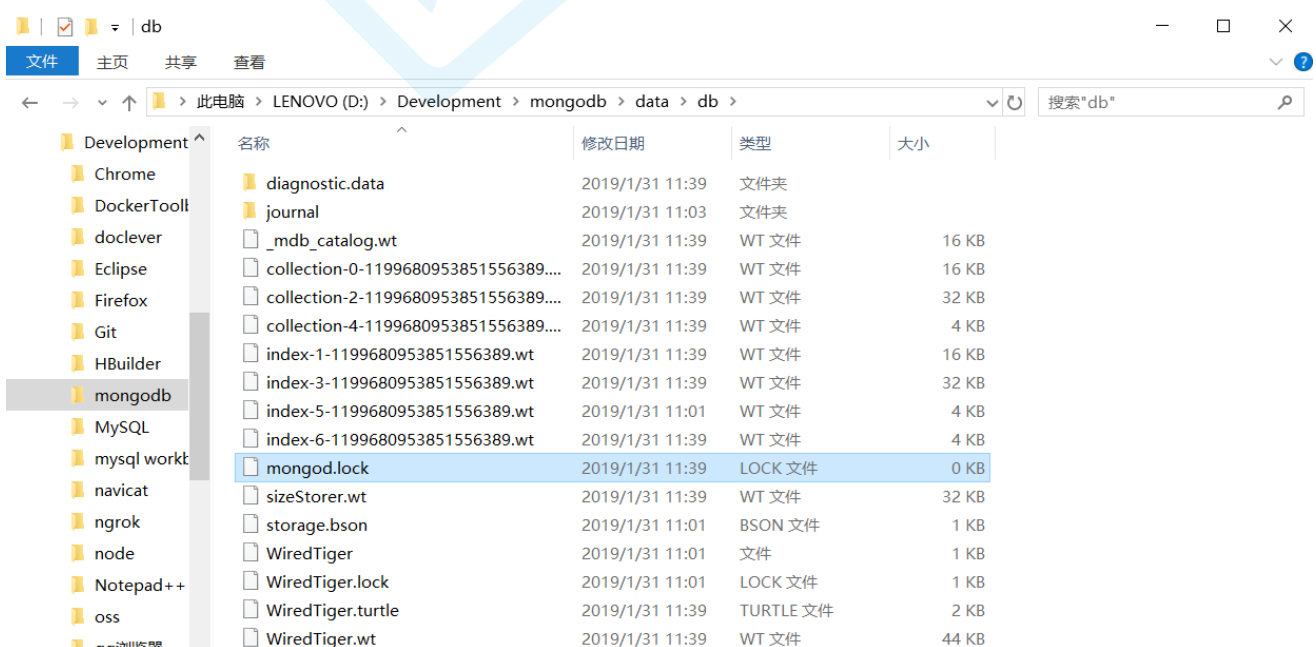 db
文件 主页 共享 查看
此电脑 > LENOVO (D:) > Development > mongodb > data > db >
搜索"db"
Development
Chrome
DockerToolb
doclever
Eclipse
Firefox
Git
HBuilder
mongodb
MySQL
mysql workb
navicat
ngrok
node
Notepad++
oss
qq浏览器
名称 修改日期 类型 大小
diagnostic.data 2019/1/31 11:39 文件夹
journal 2019/1/31 11:03 文件夹
_mdb_catalog.wt 2019/1/31 11:39 WT 文件 16 KB
collection-0-1199680953851556389.... 2019/1/31 11:39 WT 文件 16 KB
collection-2-1199680953851556389.... 2019/1/31 11:39 WT 文件 32 KB
collection-4-1199680953851556389.... 2019/1/31 11:39 WT 文件 4 KB
index-1-1199680953851556389.wt 2019/1/31 11:39 WT 文件 16 KB
index-3-1199680953851556389.wt 2019/1/31 11:39 WT 文件 32 KB
index-5-1199680953851556389.wt 2019/1/31 11:01 WT 文件 4 KB
index-6-1199680953851556389.wt 2019/1/31 11:39 WT 文件 4 KB
mongod.lock 2019/1/31 11:39 LOCK 文件 0 KB
sizeStorer.wt 2019/1/31 11:39 WT 文件 32 KB
storage.bson 2019/1/31 11:01 BSON 文件 1 KB
WiredTiger 2019/1/31 11:01 文件 1 KB
WiredTiger.lock 2019/1/31 11:01 LOCK 文件 1 KB
WiredTiger.turtle 2019/1/31 11:39 TURTLE 文件 2 KB
WiredTiger.wt 2019/1/31 11:39 WT 文件 44 KB